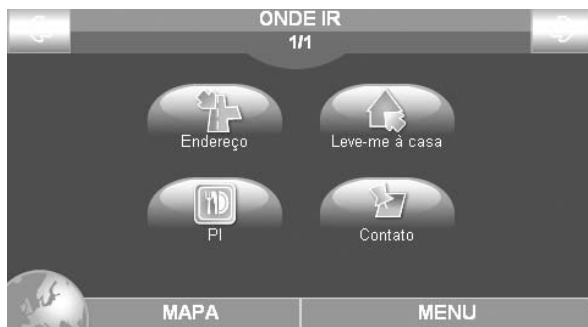 ONDE IR
1/1
Endereço
Leve-me à casa
PI
Contato
MAPA
MENU